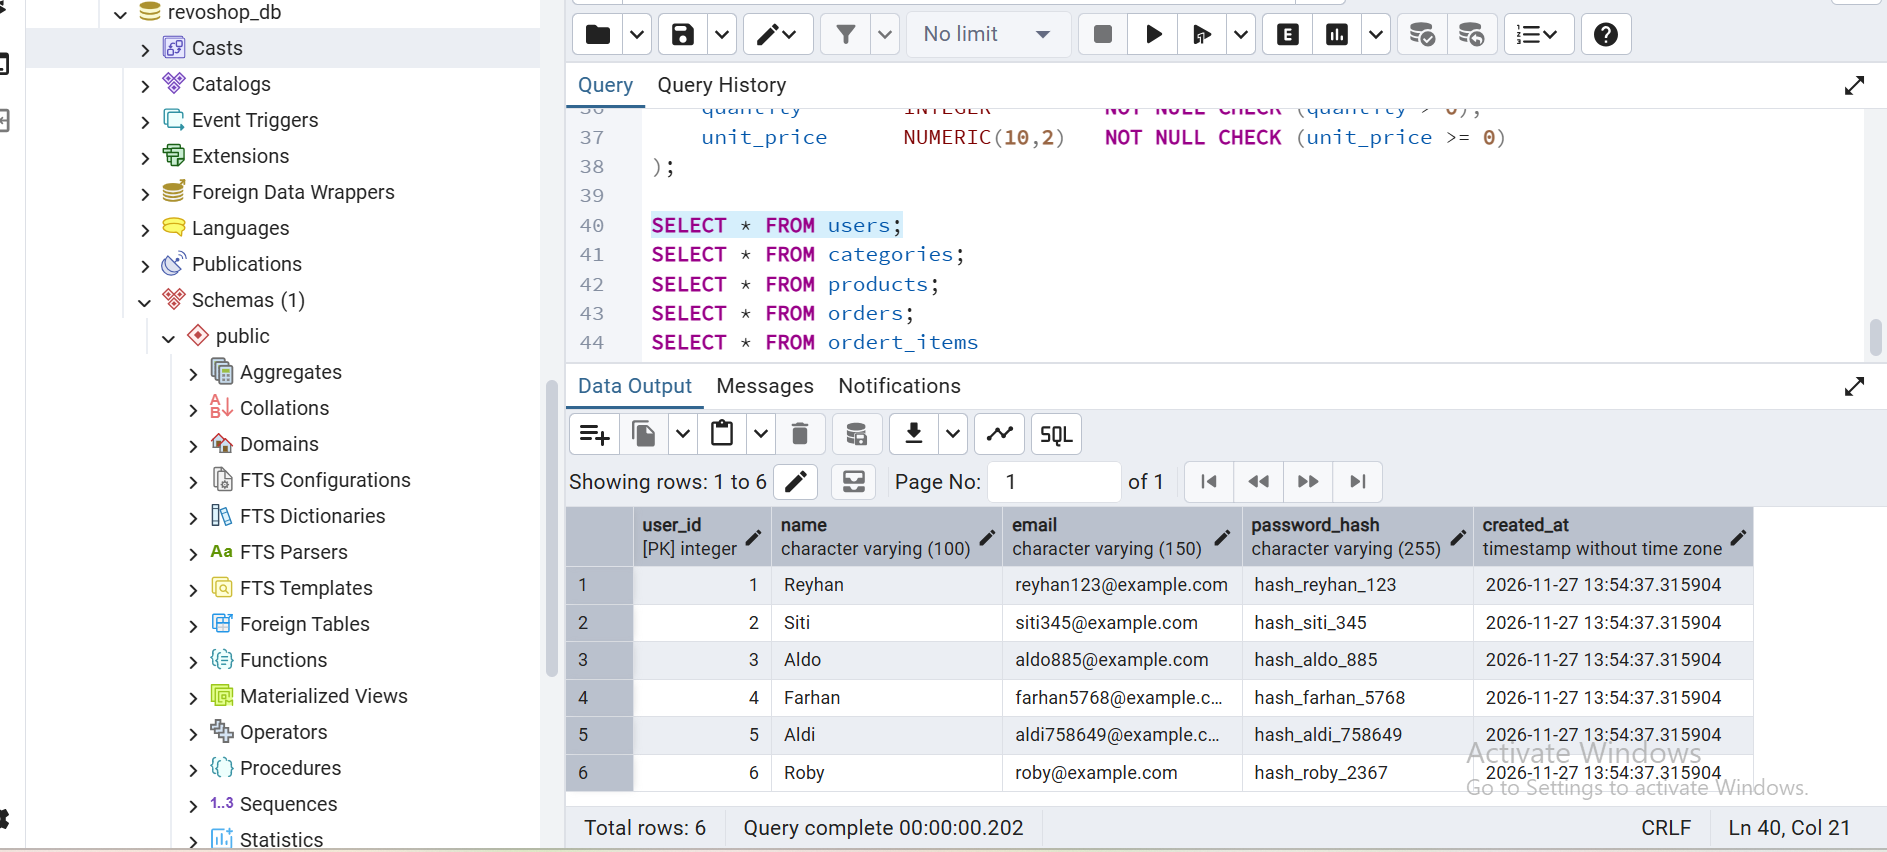 revoshop_db
Casts
Catalogs
Event Triggers
Extensions
Foreign Data Wrappers
Languages
Publications
Schemas (1)
public
Aggregates
Collations
Domains
FTS Configurations
FTS Dictionaries
Aa FTS Parsers
FTS Templates
Foreign Tables
Functions
Materialized Views
Operators
Procedures
1..3 Sequences
Statistics
No limit
E
Query Query History
36 quantity INTEGER NOT NULL CHECK (quantity > 0),
37 unit_price NUMERIC(10,2) NOT NULL CHECK (unit_price >= 0)
38 );
39
40 SELECT * FROM users;
41 SELECT * FROM categories;
42 SELECT * FROM products;
43 SELECT * FROM orders;
44 SELECT * FROM ordert_items
Data Output Messages Notifications
SQL
Showing rows: 1 to 6 Page No: 1 of 1
user_id name email password_hash created_at
[PK] integer character varying (100) character varying (150) character varying (255) timestamp without time zone
1 1 Reyhan reyhan123@example.com hash_reyhan_123 2026-11-27 13:54:37.315904
2 2 Siti siti345@example.com hash_siti_345 2026-11-27 13:54:37.315904
3 3 Aldo aldo885@example.com hash_aldo_885 2026-11-27 13:54:37.315904
4 4 Farhan farhan5768@example.c... hash_farhan_5768 2026-11-27 13:54:37.315904
5 5 Aldi aldi758649@example.c... hash_aldi_758649 2026-11-27 13:54:37.315904
6 6 Roby roby@example.com hash_roby_2367 2026-11-27 13:54:37.315904
Activate Windows
Go to Settings to activate Windows.
Total rows: 6 Query complete 00:00:00.202 CRLF Ln 40, Col 21